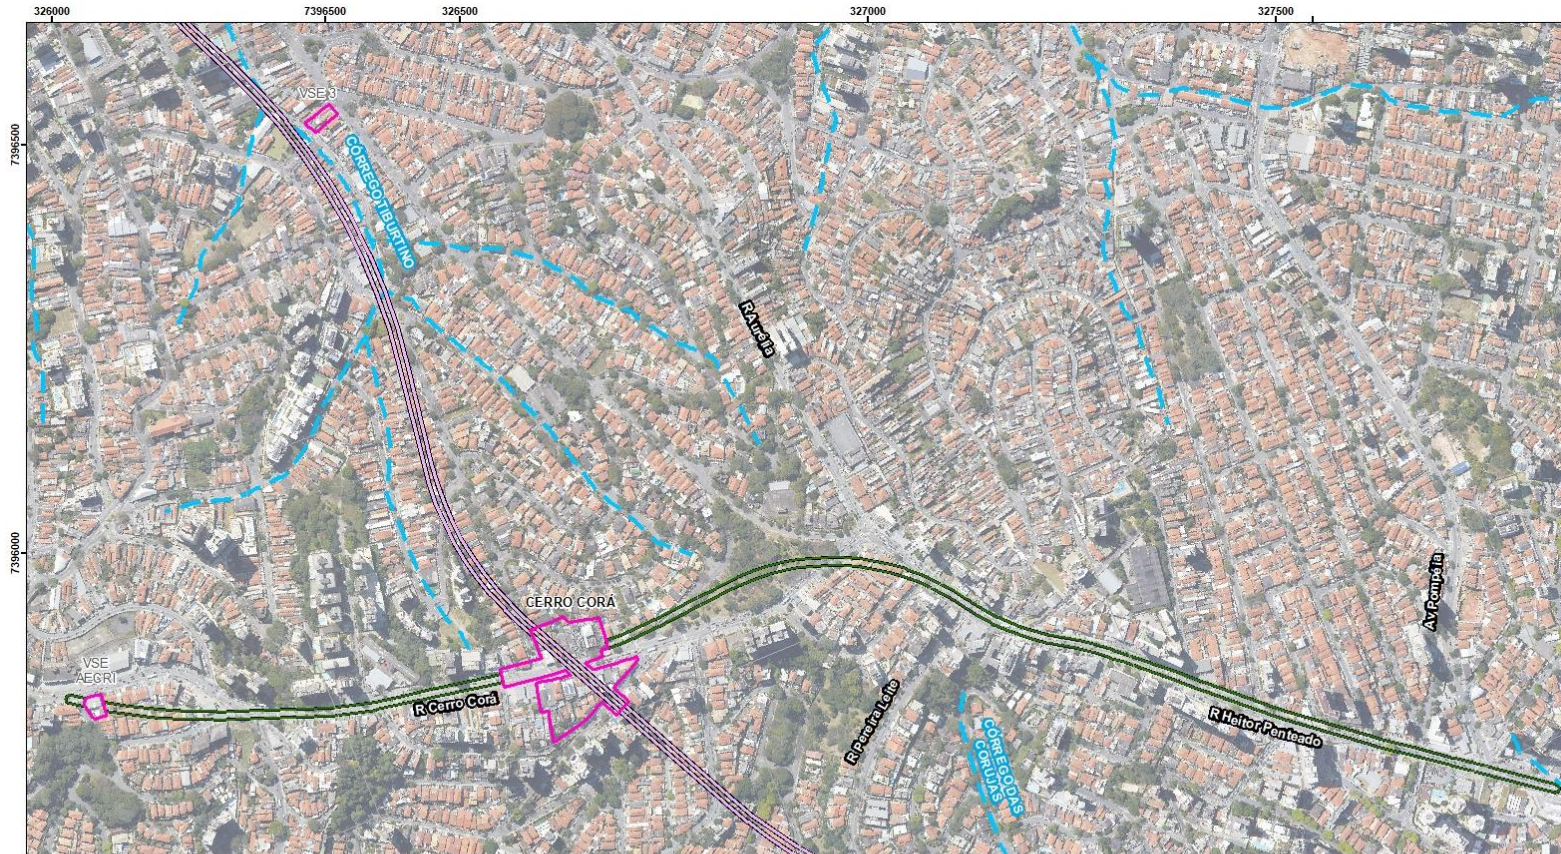 326000
7396500
326500
327000
327500
VSE 3
7396500
CÓRREGO TIBURTINO
R Aurélia
7396000
CERRO CORÁ
Av Pompéia
VSE
AECRI
R Cerro Corá
R Pereira Leite
CÓRREGO DAS
CORUJAS
R Heitor Penteado